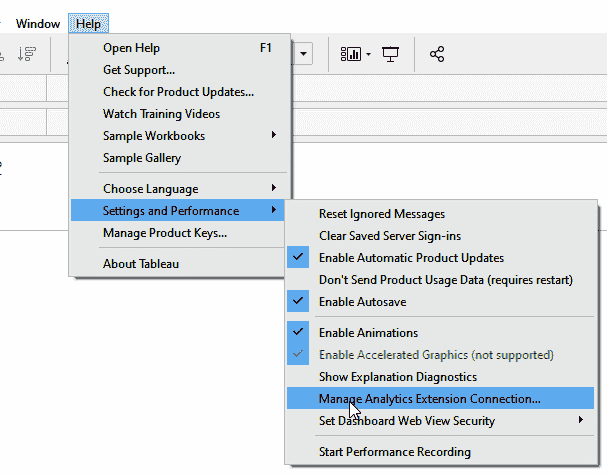 Window Help
Open Help F1
Get Support...
Check for Product Updates...
Watch Training Videos
Sample Workbooks
Sample Gallery
Choose Language
Settings and Performance
Manage Product Keys...
About Tableau
Reset Ignored Messages
Clear Saved Server Sign-ins
Enable Automatic Product Updates
Don't Send Product Usage Data (requires restart)
Enable Autosave
Enable Animations
Enable Accelerated Graphics (not supported)
Show Explanation Diagnostics
Manage Analytics Extension Connection...
Set Dashboard Web View Security
Start Performance Recording